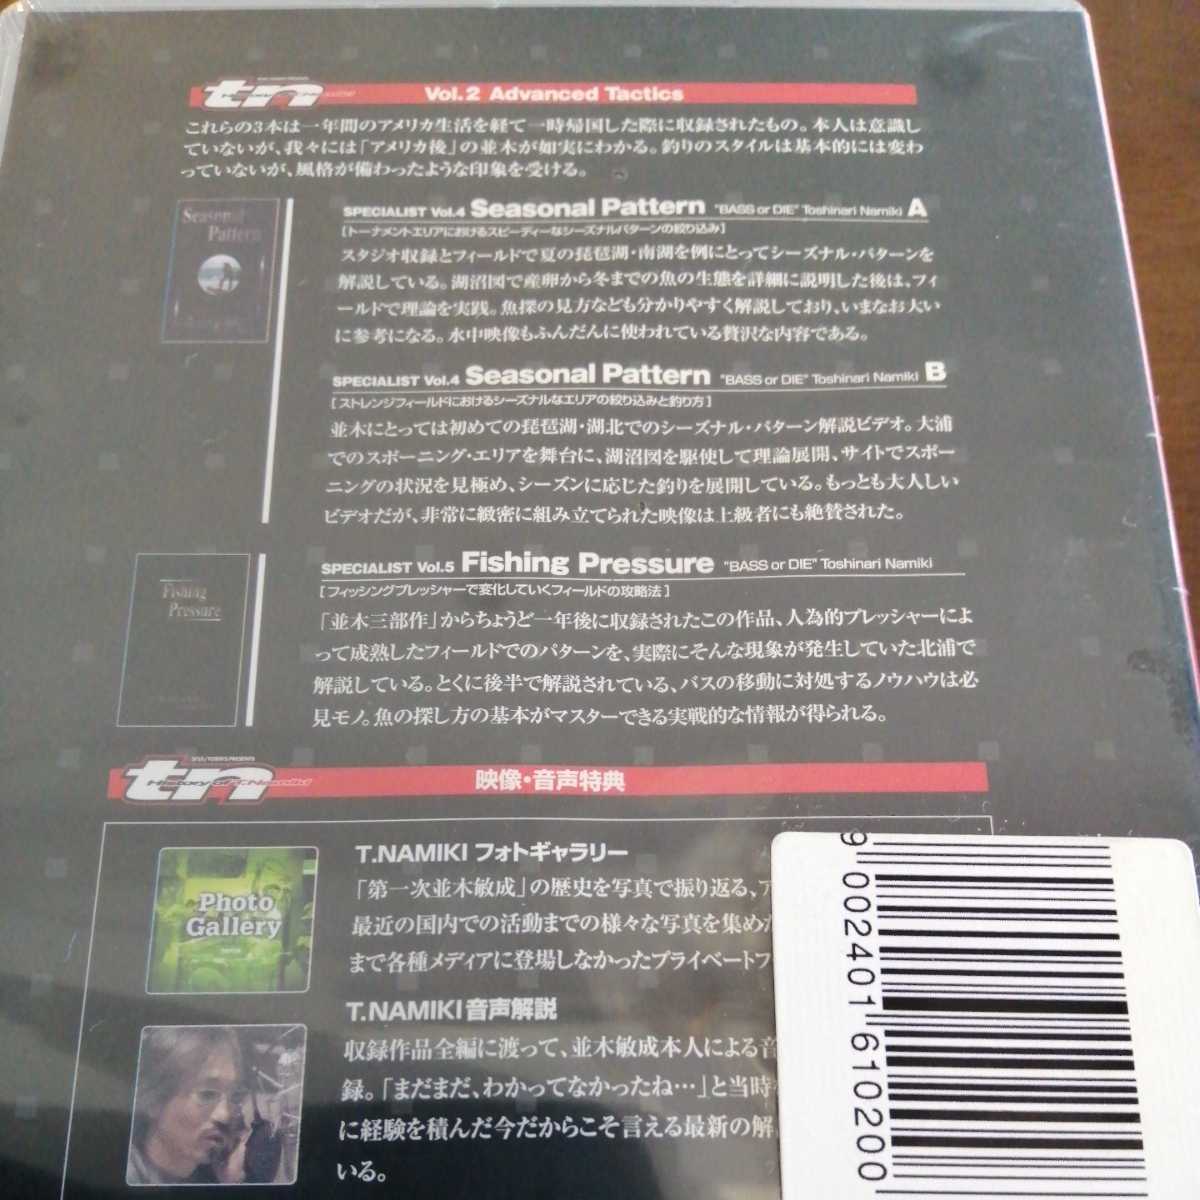 tn
Vol.2 Advanced Tactics
これらの3本は一年間のアメリカ生活を経て一時帰国した際に収録されたもの。本人は意識し
ていないが、我々には「アメリカ後」の並木が如実にわかる。釣りのスタイルは基本的には変わ
っていないが、風格が備わったような印象を受ける。
Seasonal
Pattern
SPECIALIST Vol.4 Seasonal Pattern "BASS or DIE" Toshinari Namiki A
[トーナメントエリアにおけるスピーディーなシーズナルパターンの絞り込み]
スタジオ収録とフィールドで夏の琵琶湖・南湖を例にとってシーズナル・パターンを
解説している。湖沼図で産卵から冬までの魚の生態を詳細に説明した後は、フィ
ールドで理論を実践。魚探の見方なども分かりやすく解説しており、いまなお大い
に参考になる。水中映像もふんだんに使われている贅沢な内容である。
SPECIALIST Vol.4 Seasonal Pattern "BASS or DIE" Toshinari Namiki B
[ストレンジフィールドにおけるシーズナルなエリアの絞り込みと釣り方]
並木にとっては初めての琵琶湖・湖北でのシーズナル・パターン解説ビデオ。大浦
でのスポーニング・エリアを舞台に、湖沼図を駆使して理論展開、サイトでスポー
ニングの状況を見極め、シーズンに応じた釣りを展開している。もっとも大人しい
ビデオだが、非常に緻密に組み立てられた映像は上級者にも絶賛された。
Fishing
Pressure
SPECIALIST Vol.5 Fishing Pressure "BASS or DIE" Toshinari Namiki
[フィッシングプレッシャーで変化していくフィールドの攻略法]
「並木三部作」からちょうど一年後に収録されたこの作品、人為的プレッシャーによ
って成熟したフィールドでのパターンを、実際にそんな現象が発生していた北浦で
解説している。とくに後半で解説されている、バスの移動に対処するノウハウは必
見モノ。魚の探し方の基本がマスターできる実戦的な情報が得られる。
tn
History of T.Namiki
映像・音声特典
Photo
Gallery
T.NAMIKI フォトギャラリー
「第一次並木敏成」の歴史を写真で振り返る、ア
最近の国内での活動までの様々な写真を集めた
まで各種メディアに登場しなかったプライベートフ
T.NAMIKI音声解説
収録作品全編に渡って、並木敏成本人による音
録。「まだまだ、わかってなかったね…」と当時
に経験を積んだ今だからこそ言える最新の解
いる。
9002401610200